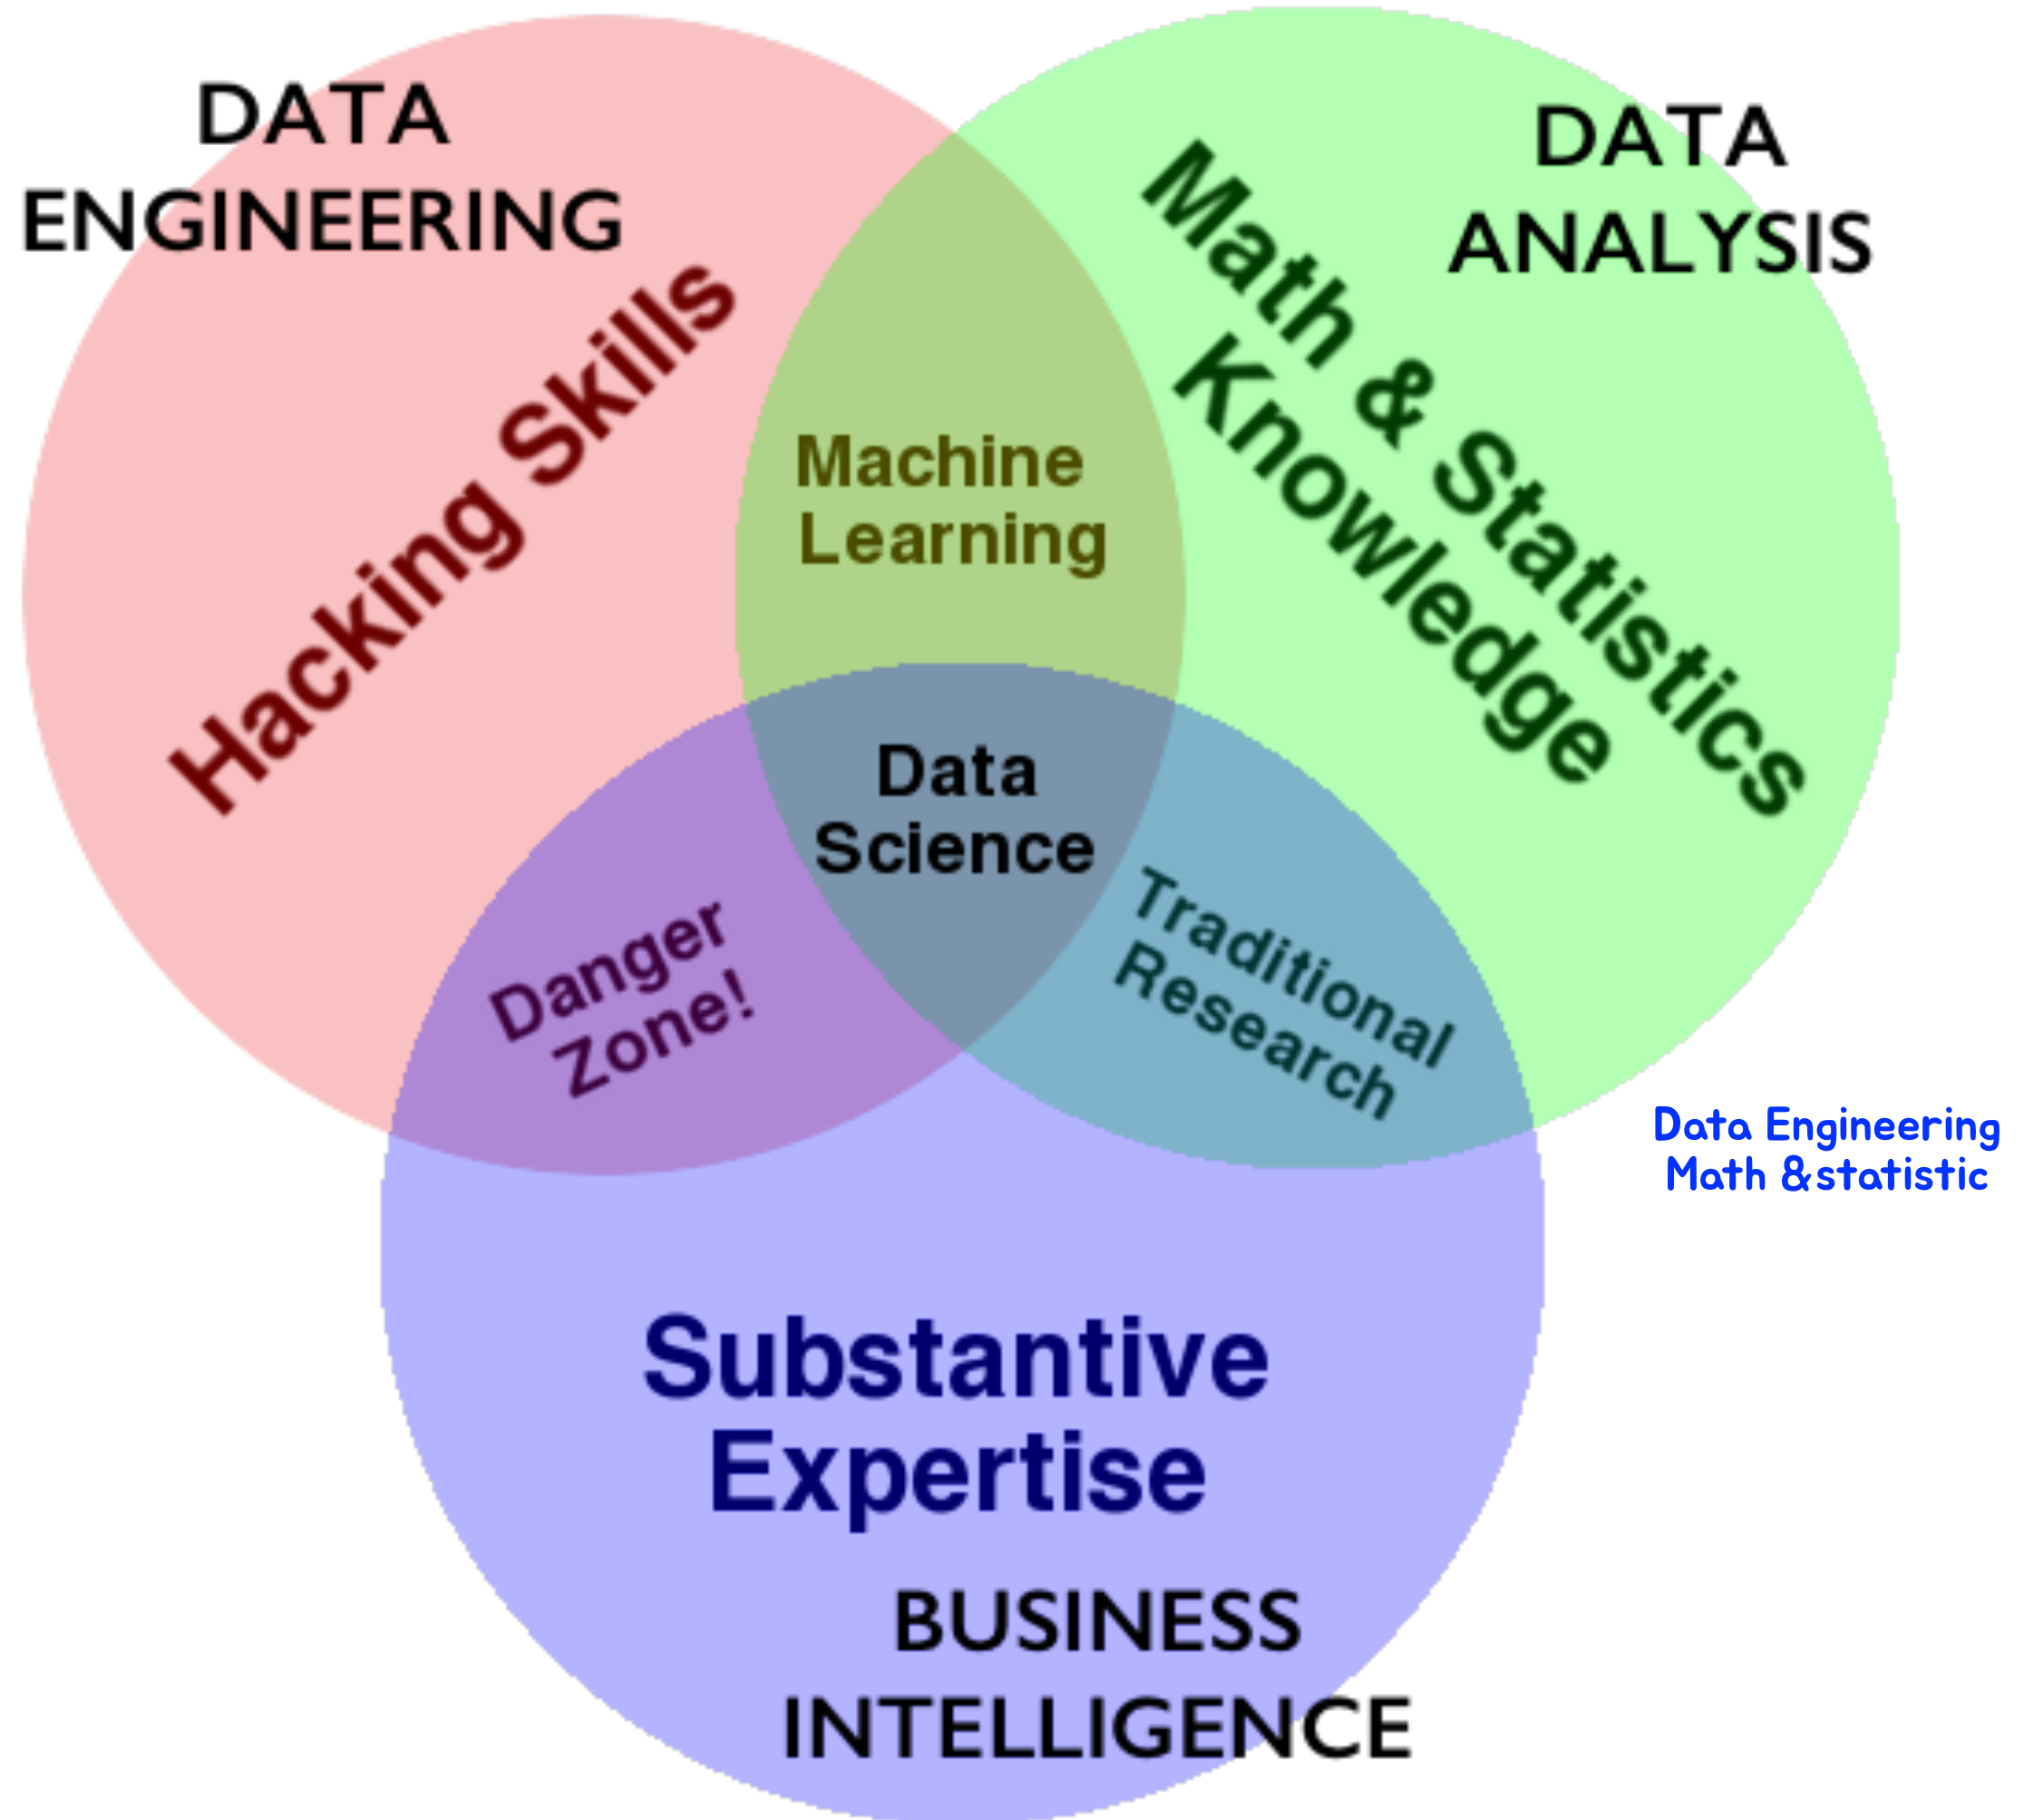 DATA
ENGINEERING
DATA
ANALYSIS
Hacking Skills
Math & Statistics
Knowledge
Machine
Learning
Data
Science
Danger
Zone!
Traditional
Research
Data Engineering
Math &statistic
Substantive
Expertise
BUSINESS
INTELLIGENCE